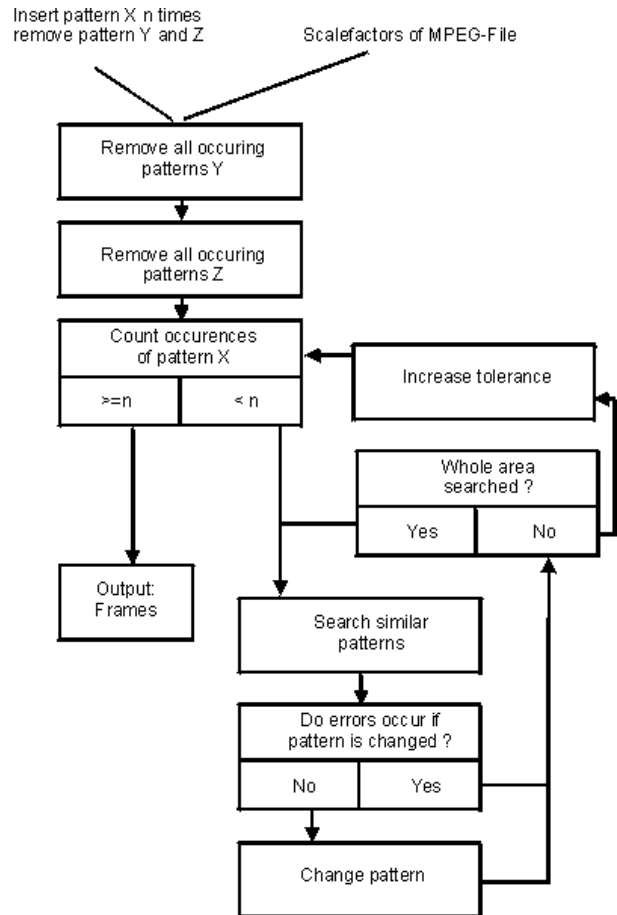 Insert pattern X n times
remove pattern Y and Z
Scalefactors of MPEG-File
Remove all occuring
patterns Y
Remove all occuring
patterns Z
Count occurences
of pattern X
>=n
< n
Increase tolerance
Whole area
searched ?
Yes
No
Output:
Frames
Search similar
patterns
Do errors occur if
pattern is changed ?
No
Yes
Change pattern